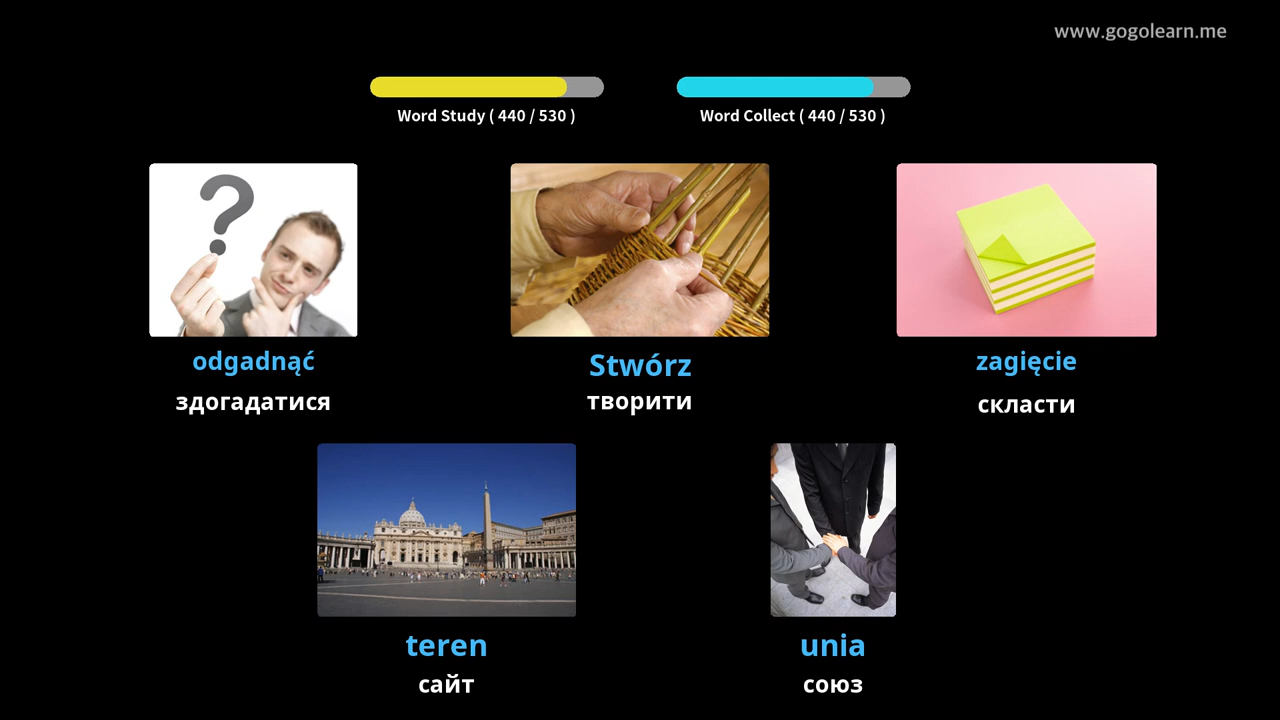 www.gogolearn.me
Word Study ( 440 / 530 )
Word Collect ( 440 / 530 )
odgadnąć
здогадатися
Stwórz
творити
zagięcie
скласти
teren
сайт
unia
союз